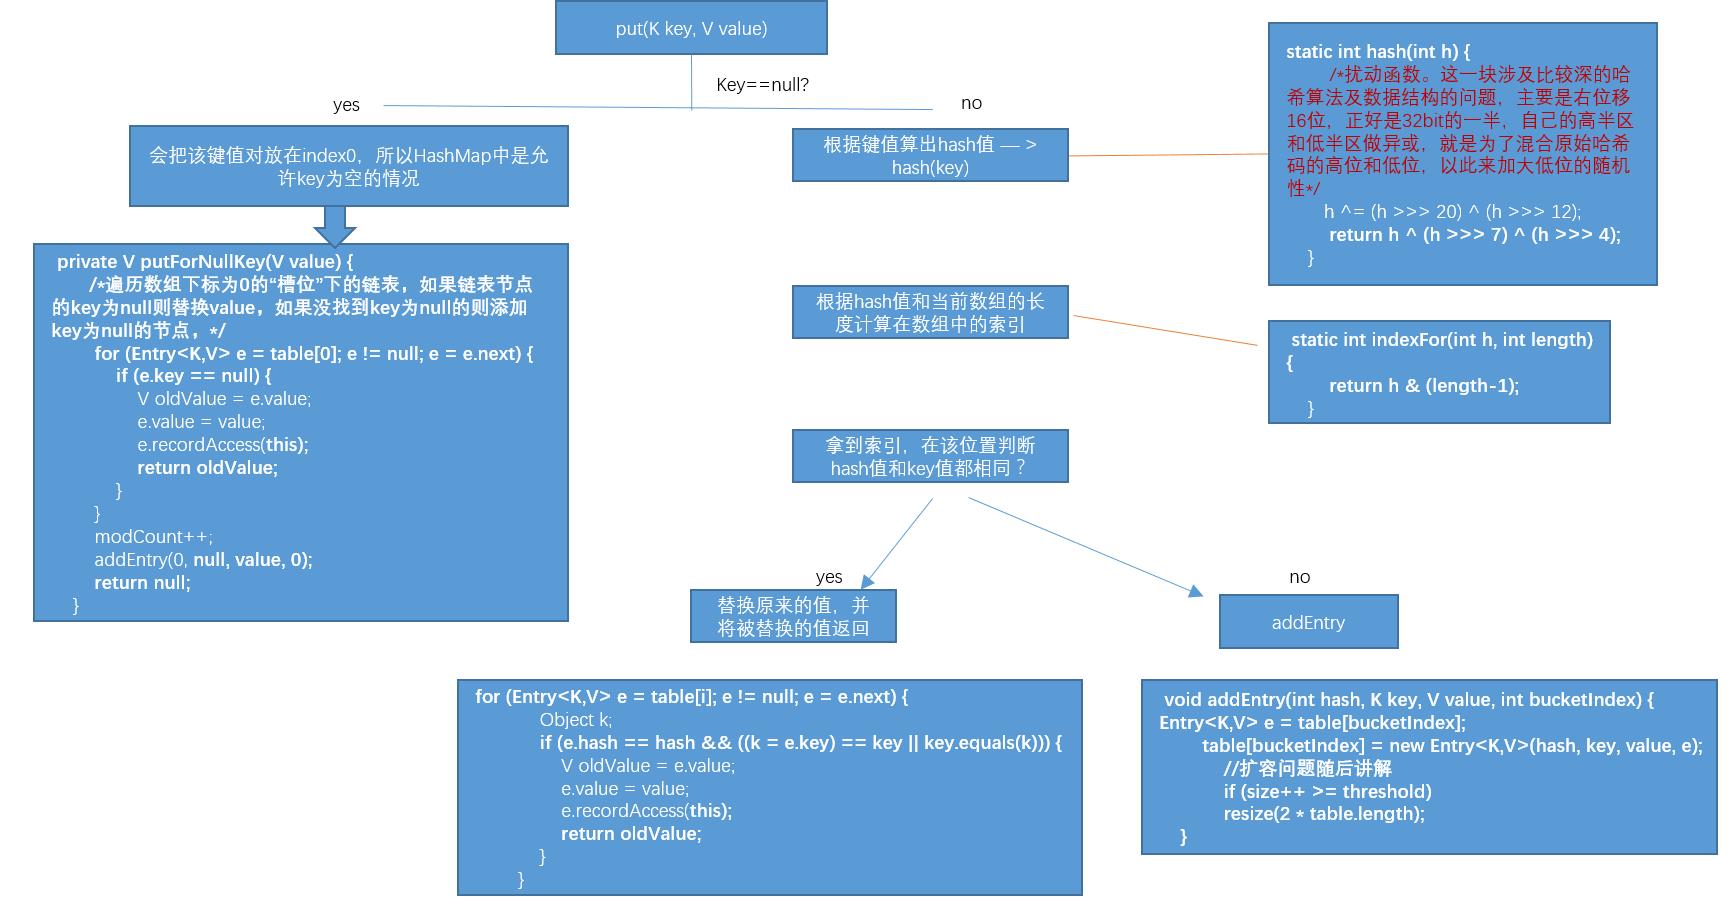 put(K key, V value)
Key==null?
yes
no
会把该键值对放在index0，所以HashMap中是允
许key为空的情况
private V putForNullKey(V value) {
/*遍历数组下标为0的“槽位”下的链表，如果链表节点
的key为null则替换value，如果没找到key为null的则添加
key为null的节点，*/
for (Entry<K,V> e = table[0]; e != null; e = e.next) {
if (e.key == null) {
V oldValue = e.value;
e.value = value;
e.recordAccess(this);
return oldValue;
}
}
modCount++;
addEntry(0, null, value, 0);
return null;
}
根据键值算出hash值 — >
hash(key)
static int hash(int h) {
/*扰动函数。这一块涉及比较深的哈
希算法及数据结构的问题，主要是右位移
16位，正好是32bit的一半，自己的高半区
和低半区做异或，就是为了混合原始哈希
码的高位和低位，以此来加大低位的随机
性*/
h ^= (h >>> 20) ^ (h >>> 12);
return h ^ (h >>> 7) ^ (h >>> 4);
}
根据hash值和当前数组的长
度计算在数组中的索引
static int indexFor(int h, int length)
{
return h & (length-1);
}
拿到索引，在该位置判断
hash值和key值都相同？
yes
no
替换原来的值，并
将被替换的值返回
addEntry
for (Entry<K,V> e = table[i]; e != null; e = e.next) {
Object k;
if (e.hash == hash && ((k = e.key) == key || key.equals(k))) {
V oldValue = e.value;
e.value = value;
e.recordAccess(this);
return oldValue;
}
}
void addEntry(int hash, K key, V value, int bucketIndex) {
Entry<K,V> e = table[bucketIndex];
table[bucketIndex] = new Entry<K,V>(hash, key, value, e);
//扩容问题随后讲解
if (size++ >= threshold)
resize(2 * table.length);
}